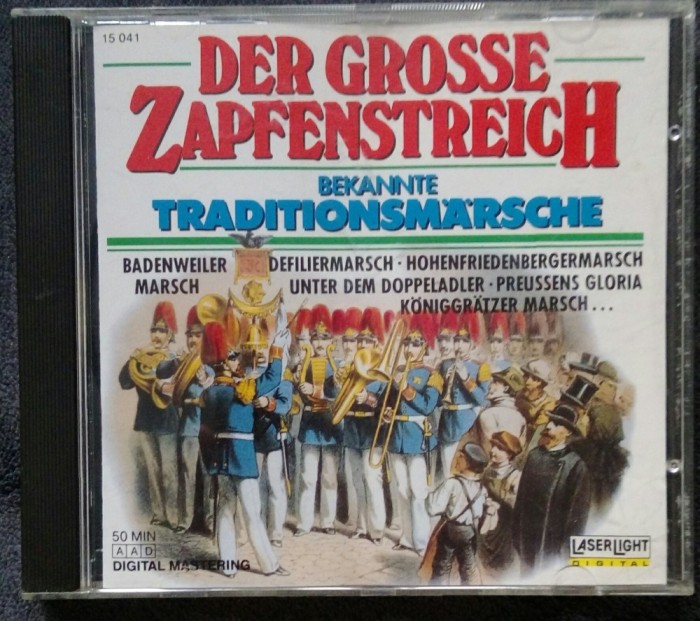 15 041
DER GROSSE
ZAPFENSTREICH
BEKANNTE
TRADITIONSMÄRSCHE
BADENWEILER DEFILIERMARSCH · HOHENFRIEDENBERGERMARSCH
MARSCH UNTER DEM DOPPELADLER · PREUSSENS GLORIA
KÖNIGGRÄTZER MARSCH...
50 MIN
AAD
DIGITAL MASTERING
LASERLIGHT
DIGITAL